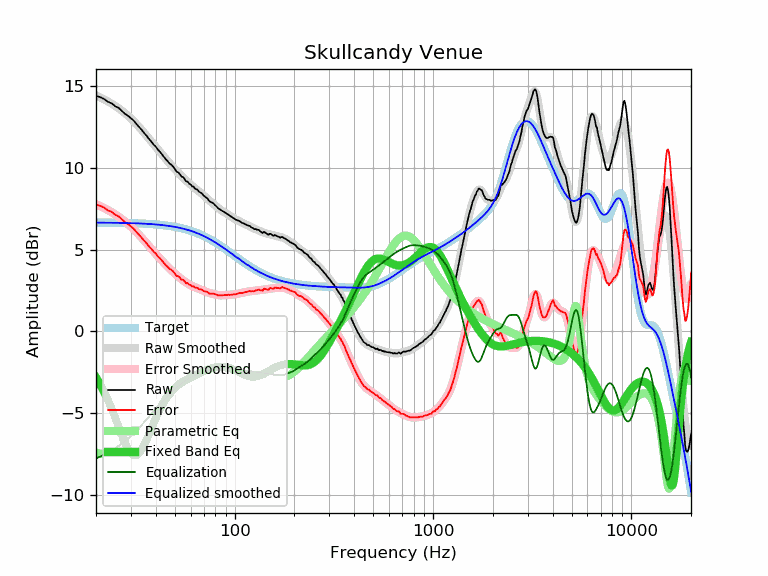 Skullcandy Venue
15
10
5
0
−5
−10
Amplitude (dBr)
Target
Raw Smoothed
Error Smoothed
Raw
Error
Parametric Eq
Fixed Band Eq
Equalization
Equalized smoothed
100
1000
10000
Frequency (Hz)